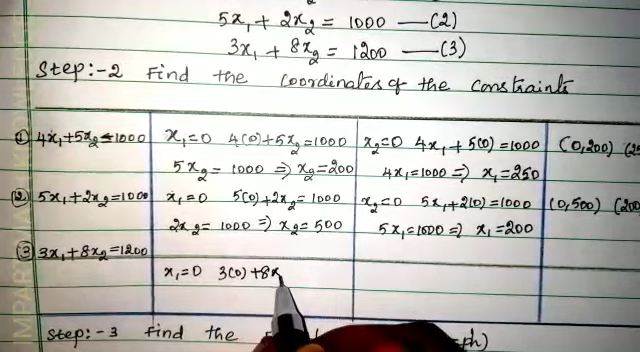 5x₁ + 2x₂ = 1000 —(2)
3x₁ + 8x₂ = 1200 —(3)
Step:-2 Find the coordinates of the constraints
① 4x₁+5x₂=1000 x₁=0 4(0)+5x₂=1000 x₂=0 4x₁+5(0)=1000 (0,200)
5x₂ = 1000 ⇒ x₂=200 4x₁=1000 ⇒ x₁=250
② 5x₁+2x₂=1000 x₁=0 5(0)+2x₂=1000 x₂=0 5x₁+2(0)=1000 (0,500) (200
2x₂ = 1000 ⇒ x₂=500 5x₁=1000 ⇒ x₁=200
③ 3x₁+8x₂=1200
x₁=0 3(0)+8x
Step:-3 Find the